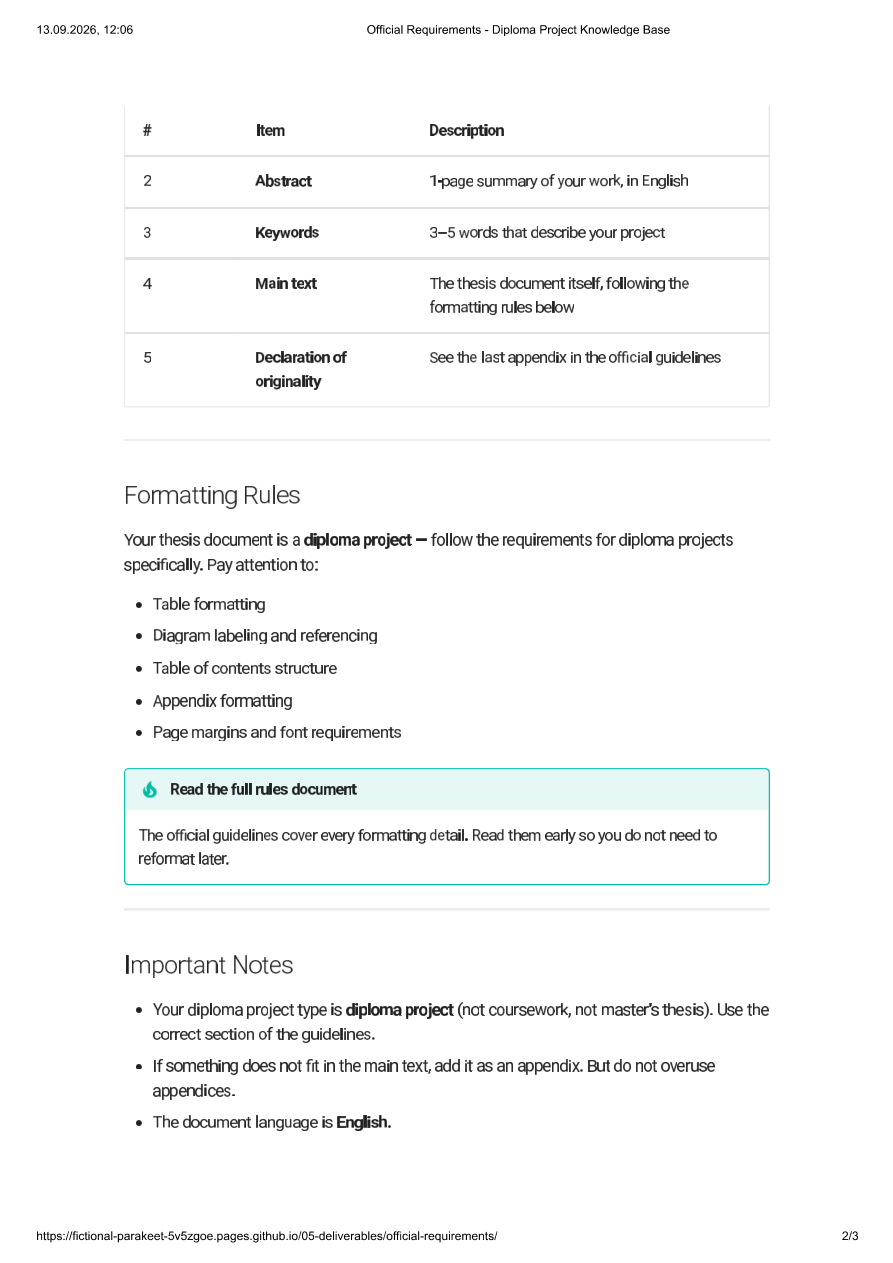 13.09.2026, 12:06 Official Requirements - Diploma Project Knowledge Base
# Item Description
2 Abstract 1-page summary of your work, in English
3 Keywords 3–5 words that describe your project
4 Main text The thesis document itself, following the
formatting rules below
5 Declaration of See the last appendix in the official guidelines
originality
Formatting Rules
Your thesis document is a diploma project — follow the requirements for diploma projects
specifically. Pay attention to:
• Table formatting
• Diagram labeling and referencing
• Table of contents structure
• Appendix formatting
• Page margins and font requirements
Read the full rules document
The official guidelines cover every formatting detail. Read them early so you do not need to
reformat later.
Important Notes
• Your diploma project type is diploma project (not coursework, not master's thesis). Use the
correct section of the guidelines.
• If something does not fit in the main text, add it as an appendix. But do not overuse
appendices.
• The document language is English.
https://fictional-parakeet-5v5zgoe.pages.github.io/05-deliverables/official-requirements/ 2/3